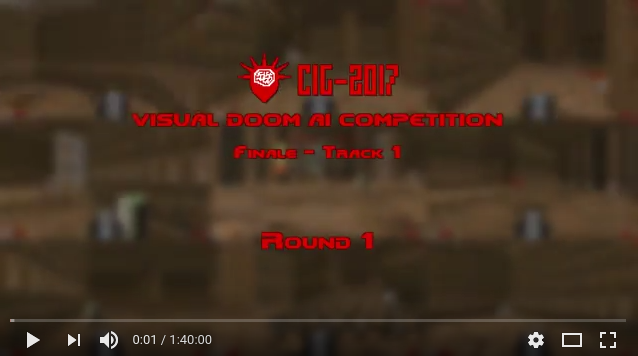 CIG-2017
VISUAL DOOM AI COMPETITION
FINALE - TRACK 1
ROUND 1
0:01 / 1:40:00